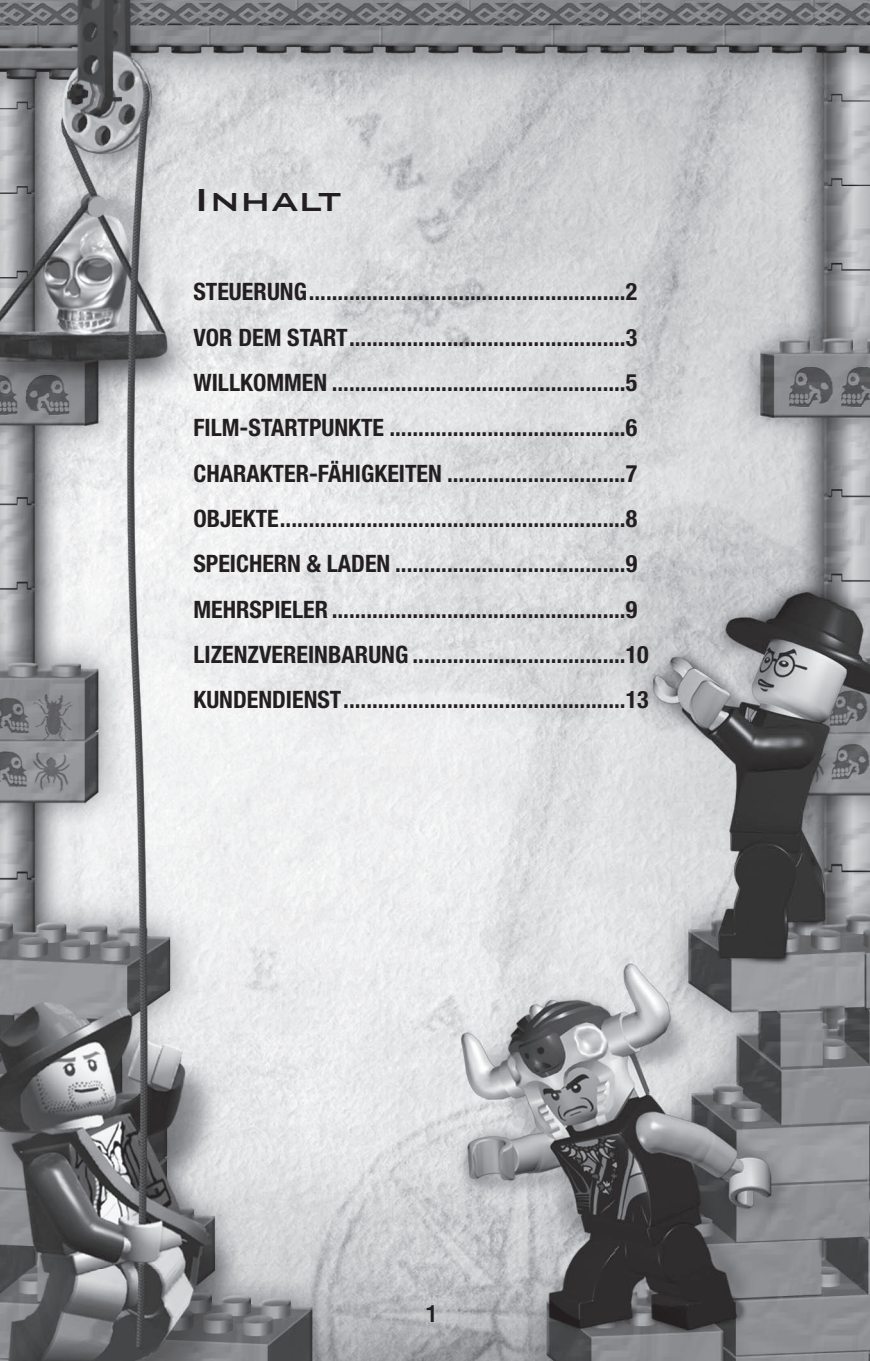 INHALT
STEUERUNG.......................................................2
VOR DEM START................................................3
WILLKOMMEN ...................................................5
FILM-STARTPUNKTE .........................................6
CHARAKTER-FÄHIGKEITEN ...............................7
OBJEKTE............................................................8
SPEICHERN & LADEN ........................................9
MEHRSPIELER ...................................................9
LIZENZVEREINBARUNG .....................................10
KUNDENDIENST.................................................13
1